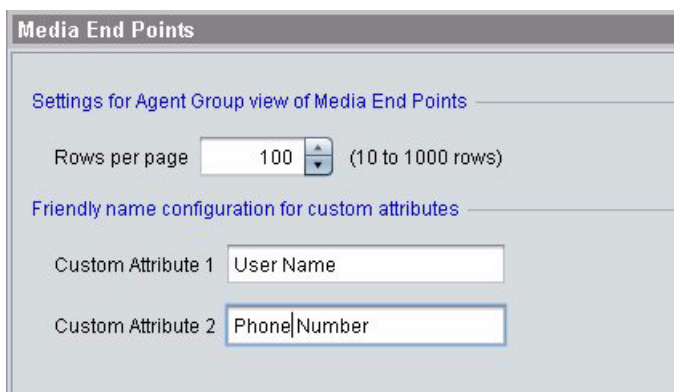 Media End Points
Settings for Agent Group view of Media End Points
Rows per page 100 (10 to 1000 rows)
Friendly name configuration for custom attributes
Custom Attribute 1 User Name
Custom Attribute 2 Phone Number